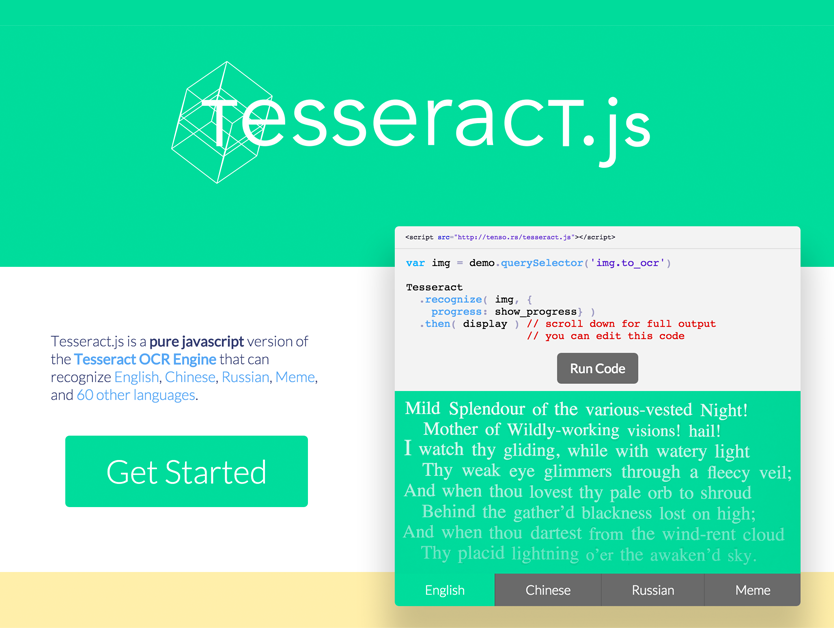 Tesseract.js
<script src="http://tenso.rs/tesseract.js"></script>
var img = demo.querySelector('img.to_ocr')
Tesseract
.recognize( img, {
progress: show_progress} )
.then( display ) // scroll down for full output
// you can edit this code
Run Code
Tesseract.js is a pure javascript version of
the Tesseract OCR Engine that can
recognize English, Chinese, Russian, Meme,
and 60 other languages.
Get Started
Mild Splendour of the various-vested Night!
Mother of Wildly-working visions! hail!
I watch thy gliding, while with watery light
Thy weak eye glimmers through a fleecy veil;
And when thou lovest thy pale orb to shroud
Behind the gather'd blackness lost on high;
And when thou dartest from the wind-rent cloud
Thy placid lightning o'er the awaken'd sky.
English
Chinese
Russian
Meme